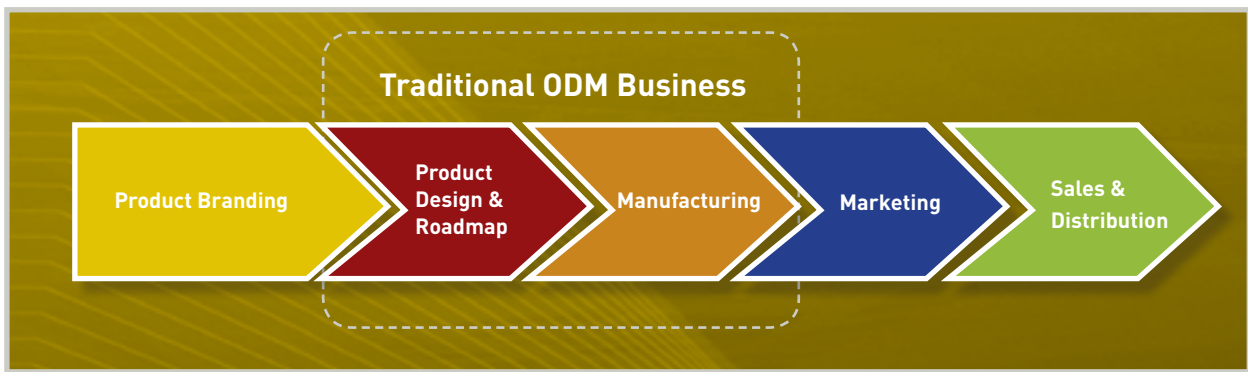 Traditional ODM Business
Product Branding
Product
Design &
Roadmap
Manufacturing
Marketing
Sales &
Distribution